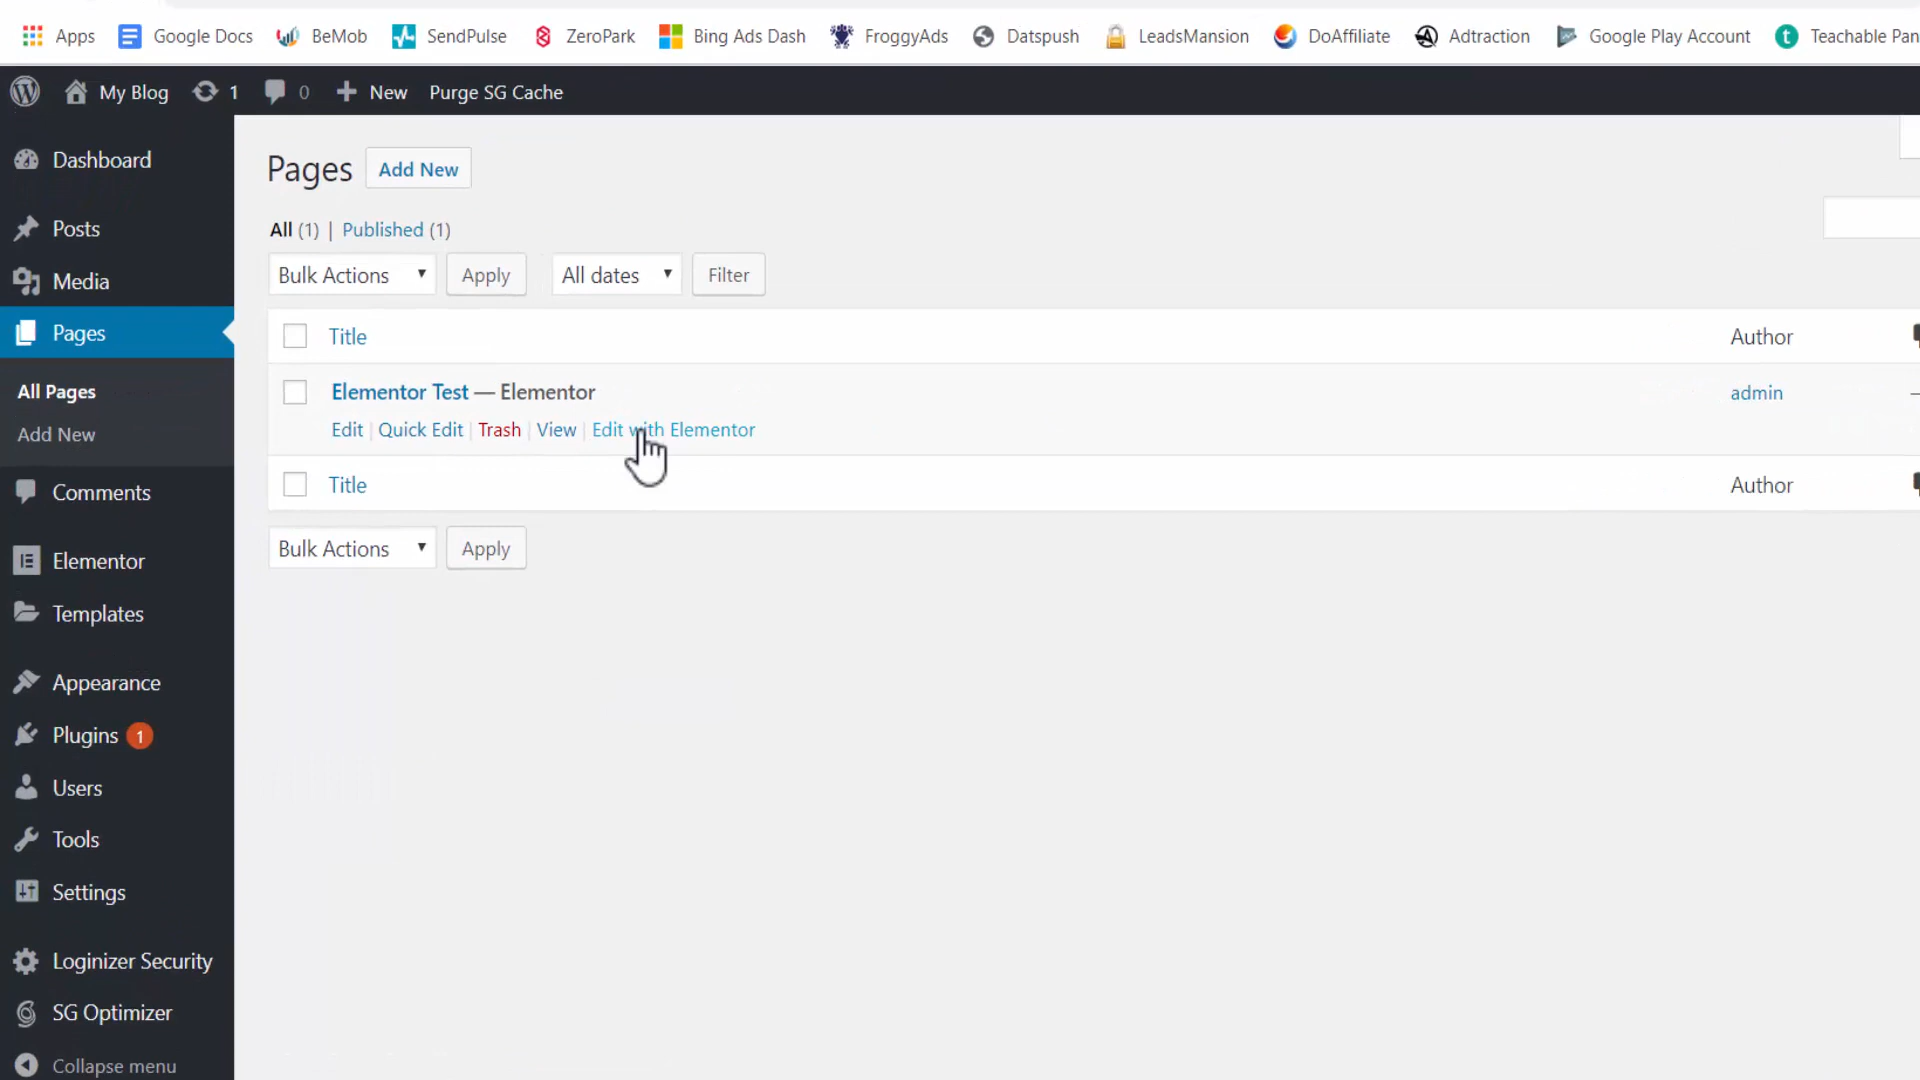 Apps Google Docs BeMob SendPulse ZeroPark Bing Ads Dash FroggyAds Datspush LeadsMansion DoAffiliate Adtraction Google Play Account Teachable Pan
My Blog 1 0 New Purge SG Cache
Dashboard
Posts
Media
Pages
All Pages
Add New
Comments
Elementor
Templates
Appearance
Plugins 1
Users
Tools
Settings
Loginizer Security
SG Optimizer
Collapse menu
Pages Add New
All (1) | Published (1)
Bulk Actions Apply All dates Filter
Title Author
Elementor Test — Elementor admin —
Edit | Quick Edit | Trash | View | Edit with Elementor
Title Author
Bulk Actions Apply